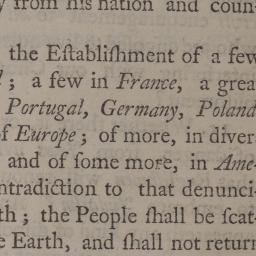 from his nation and coun-
the Eſtabliſhment of a few
; a few in France, a grea
Portugal, Germany, Poland
of Europe; of more, in diver
and of ſome more, in Ame-
ntradiction to that denunci-
th; the People ſhall be ſcat-
e Earth, and ſhall not return